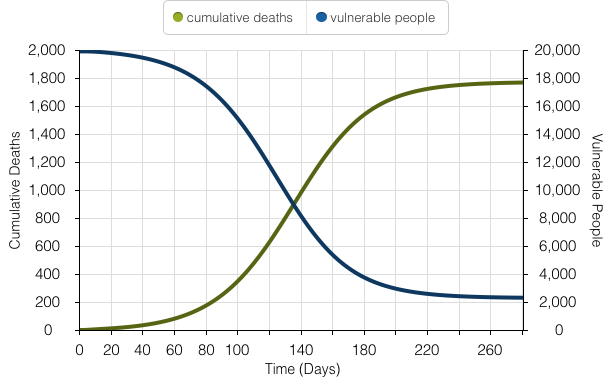 cumulative deaths vulnerable people
2,000 20,000
1,800 18,000
1,600 16,000
1,400 14,000
1,200 12,000
1,000 10,000
800 8,000
600 6,000
400 4,000
200 2,000
0 0
Cumulative Deaths
Vulnerable People
0 20 40 60 80 100 140 180 220 260
Time (Days)